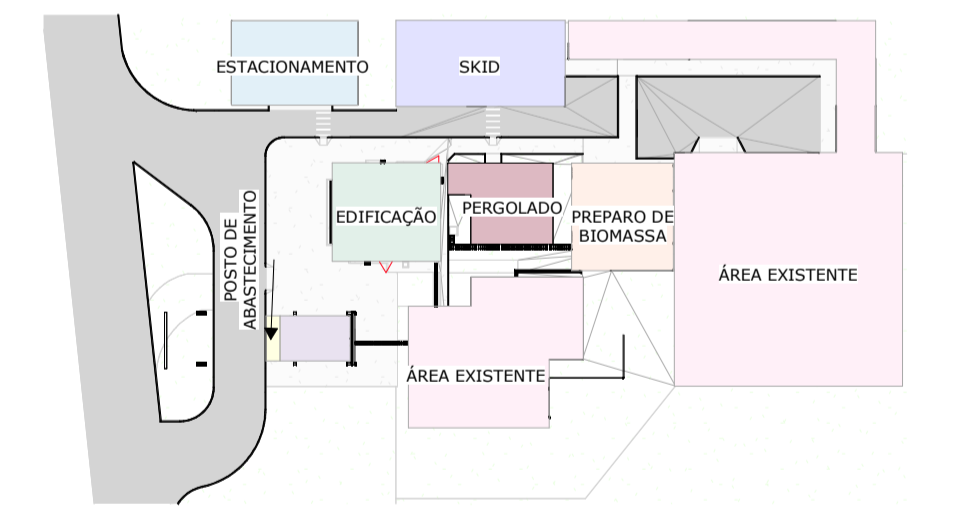 ESTACIONAMENTO
SKID
POSTO DE
ABASTECIMENTO
EDIFICAÇÃO
PERGOLADO
PREPARO DE
BIOMASSA
ÁREA EXISTENTE
ÁREA EXISTENTE